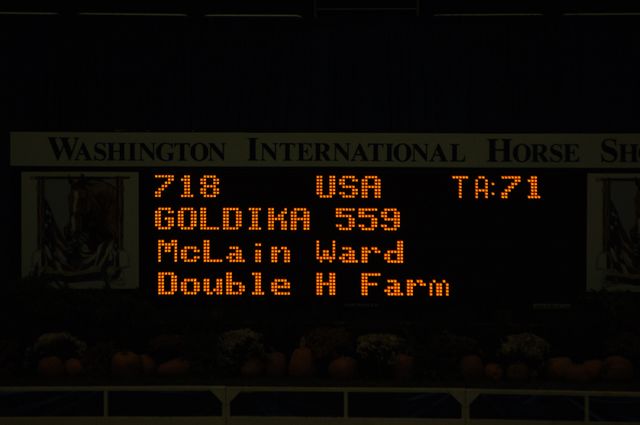 WASHINGTON INTERNATIONAL HORSE SH
718 USA TA:71
GOLDIKA 559
McLain Ward
Double H Farm